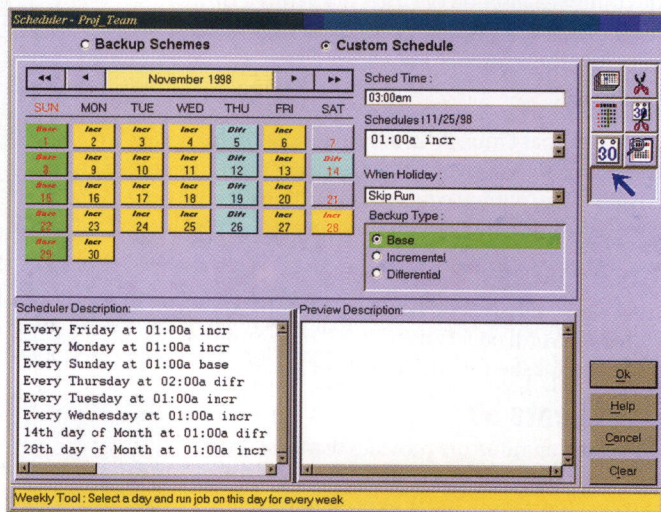 Scheduler - Proj_Team
Backup Schemes
Custom Schedule
November 1998
SUN MON TUE WED THU FRI SAT
Base Incr Incr Incr Difr Incr
1 2 3 4 5 6 7
Base Incr Incr Incr Difr Incr Difr
8 9 10 11 12 13 14
Base Incr Incr Incr Difr Incr
15 16 17 18 19 20 21
Base Incr Incr Incr Difr Incr Incr
22 23 24 25 26 27 28
Base Incr
29 30
Sched Time :
03:00am
Schedules : 11/25/98
01:00a incr
When Holiday :
Skip Run
Backup Type :
Base
Incremental
Differential
30
30
Scheduler Description:
Every Friday at 01:00a incr
Every Monday at 01:00a incr
Every Sunday at 01:00a base
Every Thursday at 02:00a difr
Every Tuesday at 01:00a incr
Every Wednesday at 01:00a incr
14th day of Month at 01:00a difr
28th day of Month at 01:00a incr
Preview Description:
Ok
Help
Cancel
Clear
Weekly Tool : Select a day and run job on this day for every week